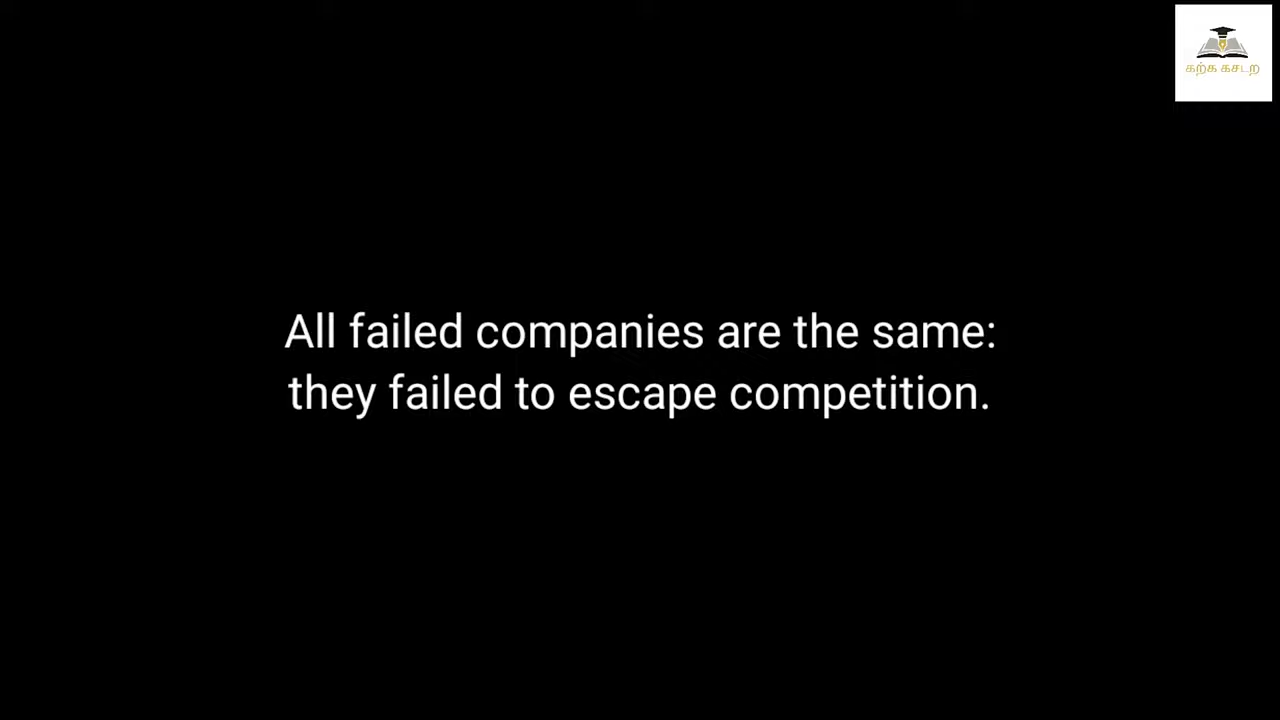 கற்க கசடற
All failed companies are the same:
they failed to escape competition.